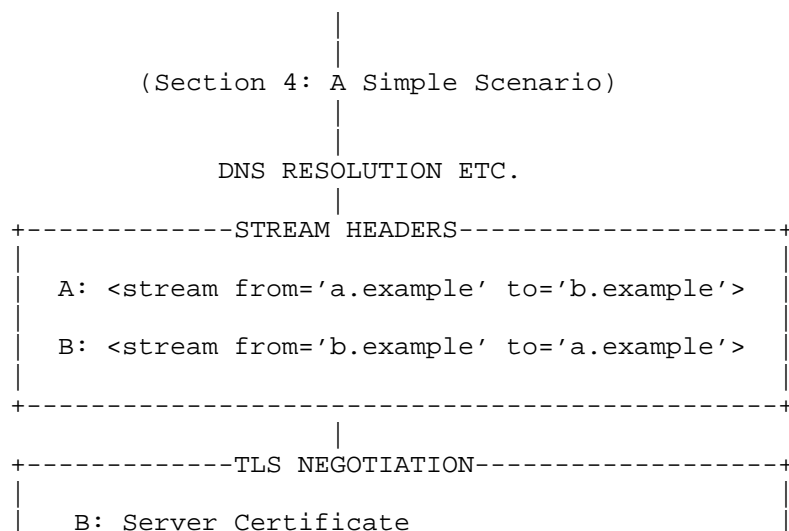 |
                        |
         (Section 4: A Simple Scenario)
                        |
                        |
               DNS RESOLUTION ETC.
                        |
+-------------STREAM HEADERS--------------------+
|                                               |
|  A: <stream from='a.example' to='b.example'>  |
|                                               |
|  B: <stream from='b.example' to='a.example'>  |
|                                               |
+-----------------------------------------------+
                        |
+-------------TLS NEGOTIATION-------------------+
|                                               |
|   B: Server Certificate                       |